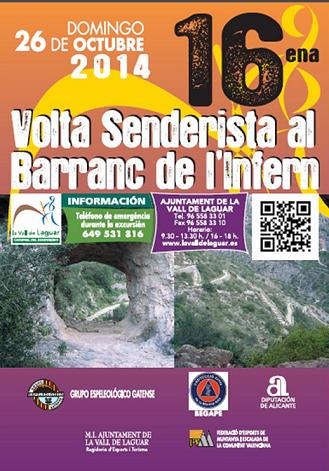 DOMINGO
26 DE OCTUBRE
2014
16
ena
Volta Senderista al
Barranc de l'Infern
la vall de laguar
INFORMACIÓN
Teléfono de emergencia
durante la excursión
649 531 816
AJUNTAMENT DE LA
VALL DE LAGUAR
Tel. 96 558 33 01
Fax 96 558 33 10
Horario:
9.30 - 13.30 h. / 16 - 18 h.
www.lavalldelaguar.es
GRUPO ESPELEOLÓGICO GATENSE
BEGAPE
DIPUTACIÓN
DE ALICANTE
M.I. AJUNTAMENT DE
LA VALL DE LAGUAR
Regidoria d'Esports i Turisme
FEDERACIÓ D'ESPORTS DE
MUNTANYA I ESCALADA DE
LA COMUNITAT VALENCIANA